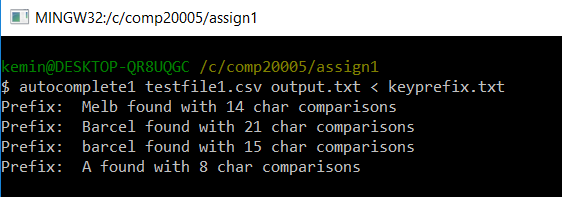 MINGW32:/c/comp20005/assign1
kemin@DESKTOP-QR8UQGC /c/comp20005/assign1
$ autocomplete1 testfile1.csv output.txt < keyprefix.txt
Prefix:  Melb found with 14 char comparisons
Prefix:  Barcel found with 21 char comparisons
Prefix:  barcel found with 15 char comparisons
Prefix:  A found with 8 char comparisons